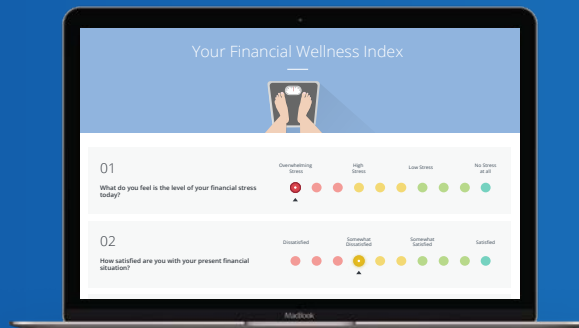 Your Financial Wellness Index
01
Overwhelming
Stress
High
Stress
Low Stress
No Stress
at all
What do you feel is the level of your financial stress
today?
02
Dissatisfied
Somewhat
Dissatisfied
Somewhat
Satisfied
Satisfied
How satisfied are you with your present financial
situation?
MacBook